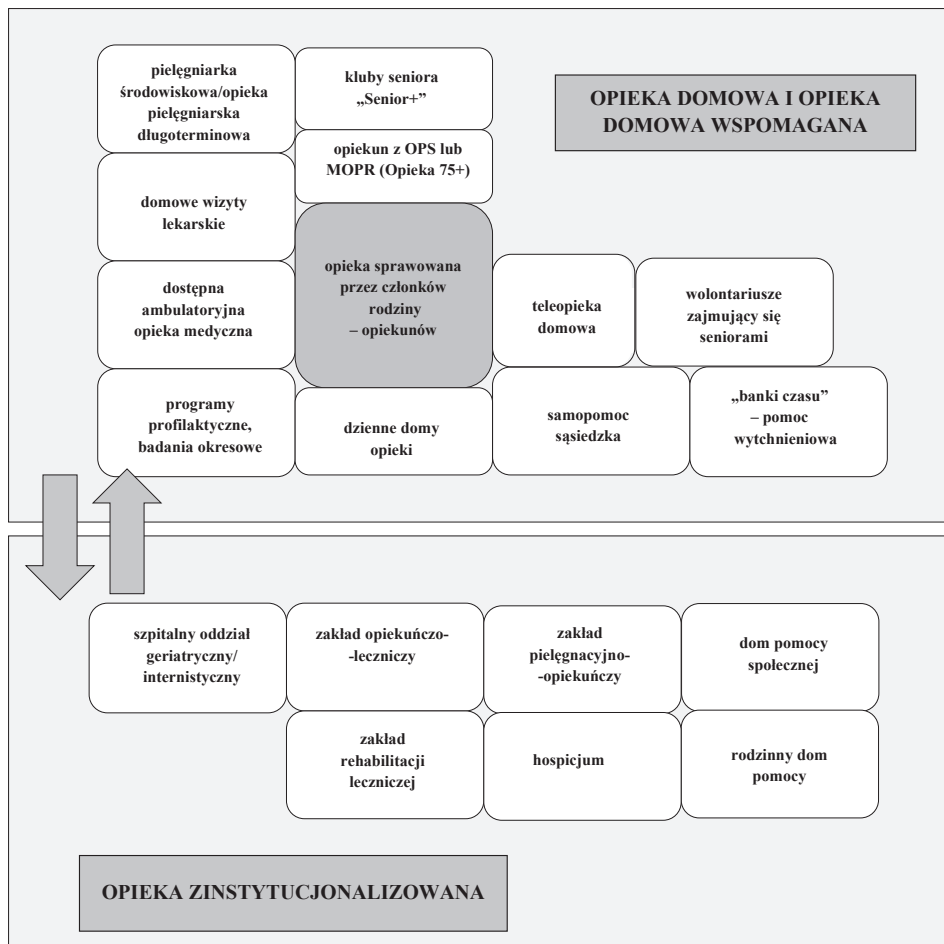 pielęgniarka
środowiskowa/opieka
pielęgniarska
długoterminowa
kluby seniora
„Senior+”
OPIEKA DOMOWA I OPIEKA
DOMOWA WSPOMAGANA
opiekun z OPS lub
MOPR (Opieka 75+)
domowe wizyty
lekarskie
opieka sprawowana
przez członków
rodziny
– opiekunów
dostępna
ambulatoryjna
opieka medyczna
teleopieka
domowa
wolontariusze
zajmujący się
seniorami
programy
profilaktyczne,
badania okresowe
dzienne domy
opieki
samopomoc
sąsiedzka
„banki czasu”
– pomoc
wytchnieniowa
szpitalny oddział
geriatryczny/
internistyczny
zakład opiekuńczo-
-leczniczy
zakład
pielęgnacyjno-
-opiekuńczy
dom pomocy
społecznej
zakład
rehabilitacji
leczniczej
hospicjum
rodzinny dom
pomocy
OPIEKA ZINSTYTUCJONALIZOWANA